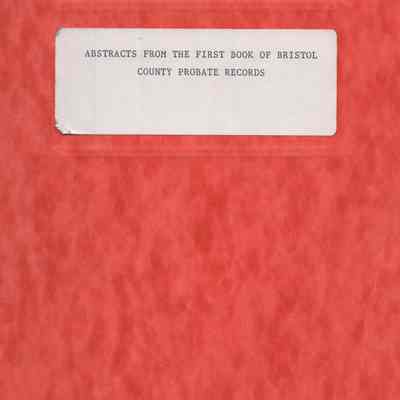 ABSTRACTS FROM THE FIRST BOOK OF BRISTOL
COUNTY PROBATE RECORDS